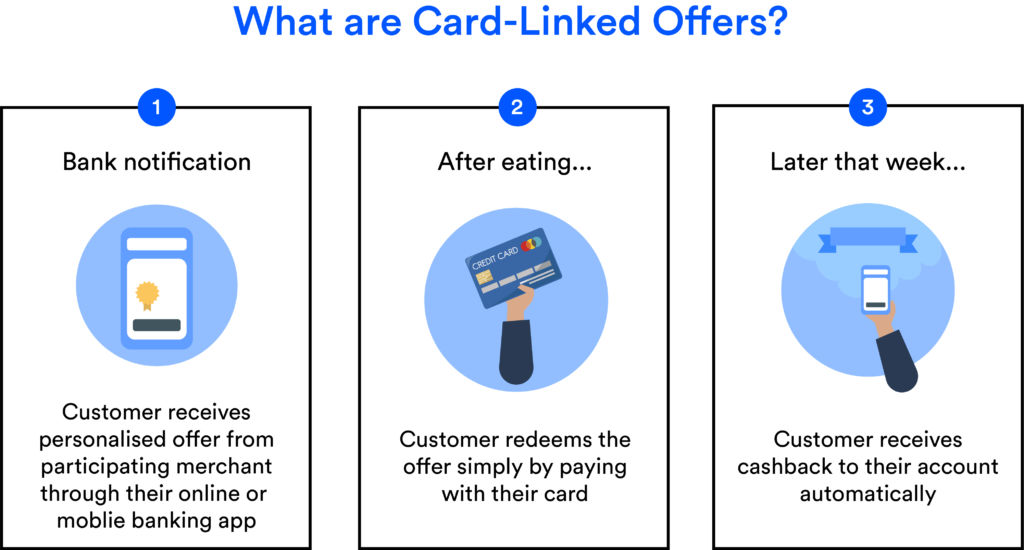 What are Card-Linked Offers?
1
Bank notification
Customer receives
personalised offer from
participating merchant
through their online or
moblie banking app
2
After eating...
CREDIT CARD
Customer redeems the
offer simply by paying
with their card
3
Later that week...
Customer receives
cashback to their account
automatically